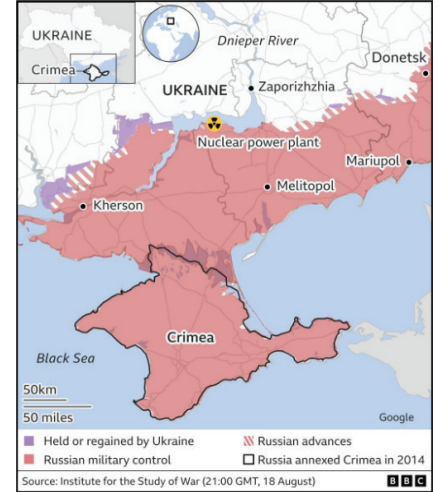 UKRAINE
Crimea
Dnieper River
Donetsk
UKRAINE
Zaporizhzhia
Nuclear power plant
Mariupol
Melitopol
Kherson
Crimea
Black Sea
50km
50 miles
Google
Held or regained by Ukraine
Russian advances
Russian military control
Russia annexed Crimea in 2014
Source: Institute for the Study of War (21:00 GMT, 18 August)
BBC